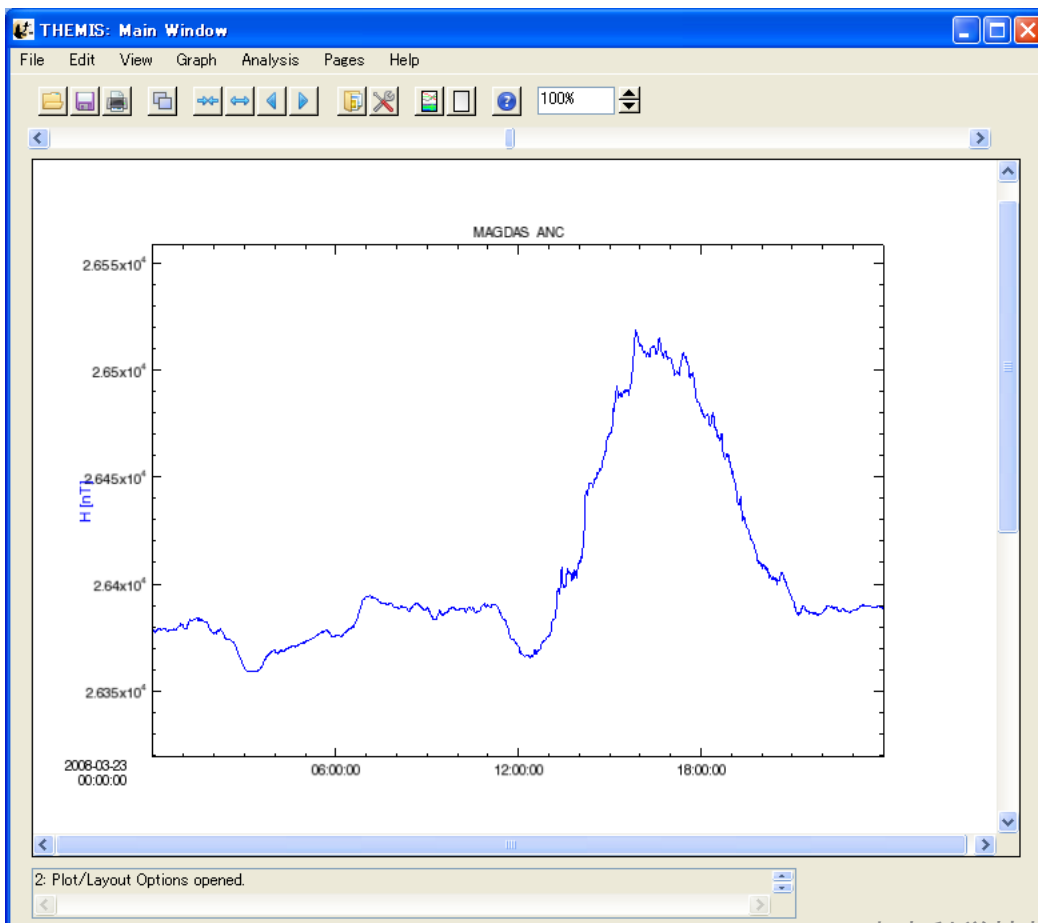 THEMIS: Main Window
File Edit View Graph Analysis Pages Help
100%
MAGDAS ANC
2.655x10⁴
2.65x10⁴
2.645x10⁴
H [nT]
2.64x10⁴
2.635x10⁴
2008-03-23
00:00:00
06:00:00 12:00:00 18:00:00
2: Plot/Layout Options opened.